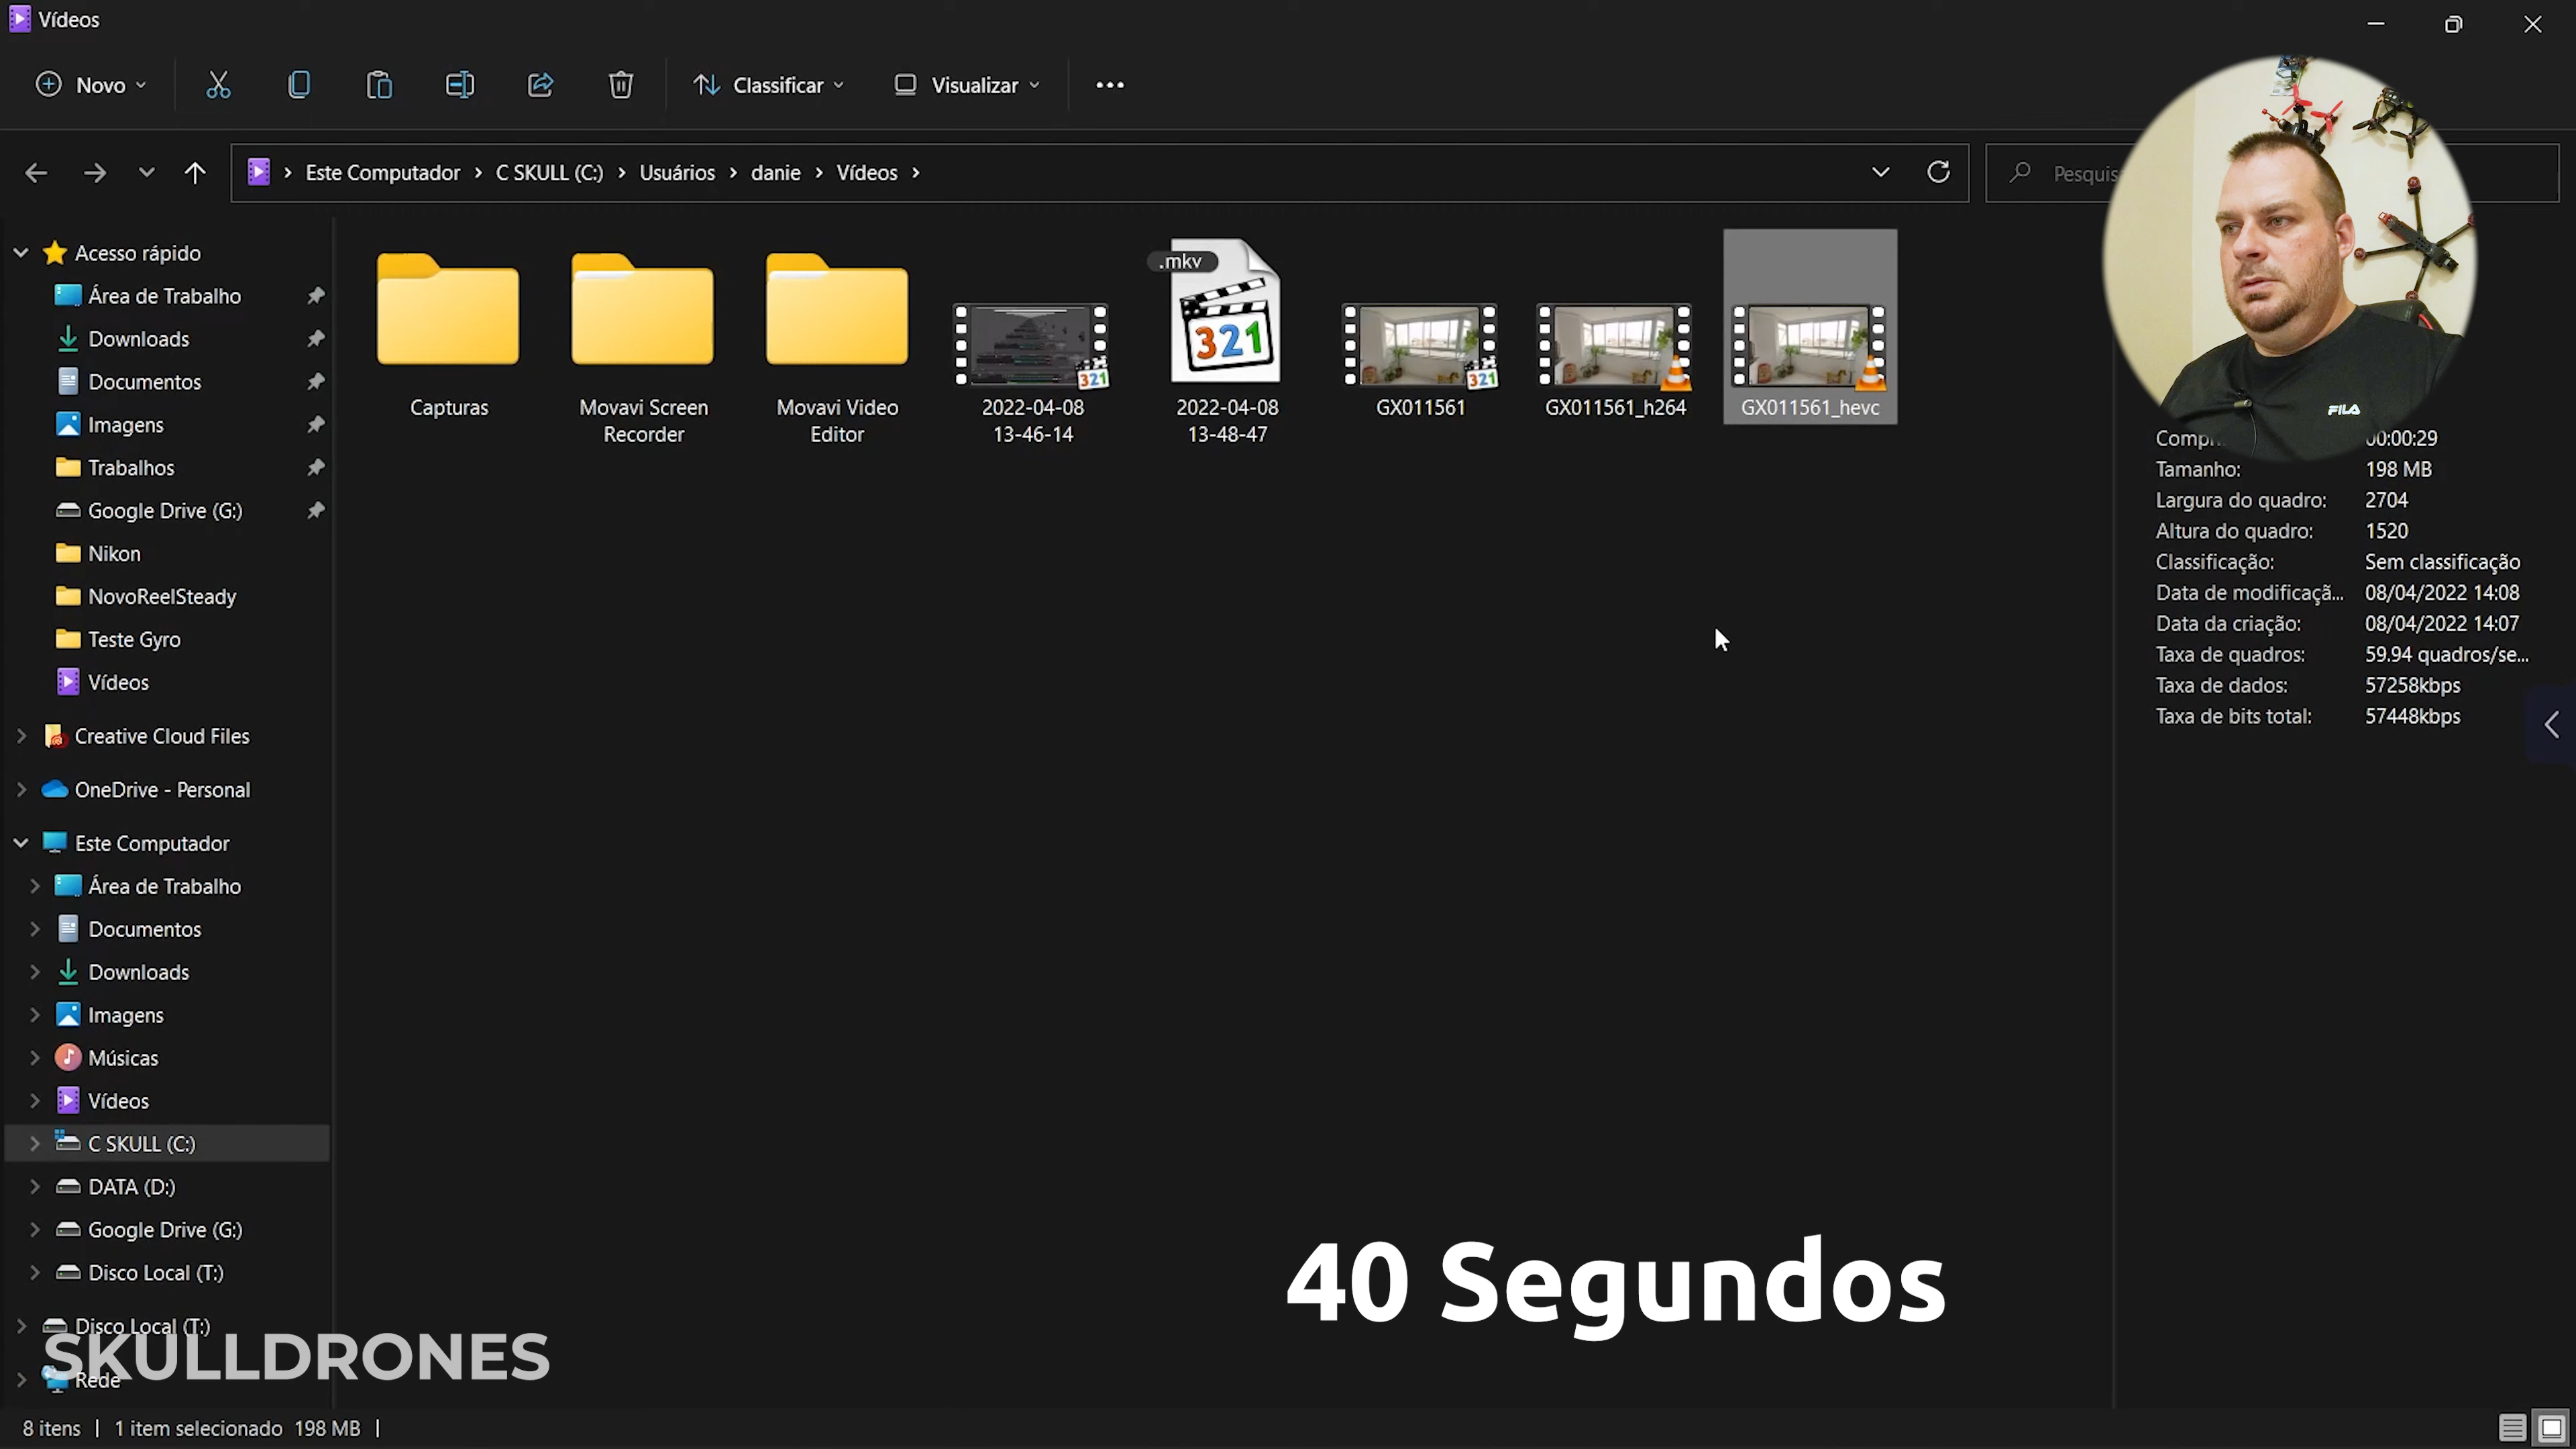 Vídeos
Novo
Classificar
Visualizar
Este Computador > C SKULL (C:) > Usuários > danie > Vídeos >
Acesso rápido
Área de Trabalho
Downloads
Documentos
Imagens
Trabalhos
Google Drive (G:)
Nikon
NovoReelSteady
Teste Gyro
Vídeos
Creative Cloud Files
OneDrive - Personal
Este Computador
Área de Trabalho
Documentos
Downloads
Imagens
Músicas
Vídeos
C SKULL (C:)
DATA (D:)
Google Drive (G:)
Disco Local (T:)
Disco Local (T:)
Rede
SKULLDRONES
Capturas
Movavi Screen
Recorder
Movavi Video
Editor
321
2022-04-08
13-46-14
.mkv
321
2022-04-08
13-48-47
321
GX011561
GX011561_h264
GX011561_hevc
FILA
00:00:29
Tamanho: 198 MB
Largura do quadro: 2704
Altura do quadro: 1520
Classificação: Sem classificação
Data de modificaçã... 08/04/2022 14:08
Data da criação: 08/04/2022 14:07
Taxa de quadros: 59.94 quadros/se...
Taxa de dados: 57258kbps
Taxa de bits total: 57448kbps
40 Segundos
8 itens | 1 item selecionado 198 MB |